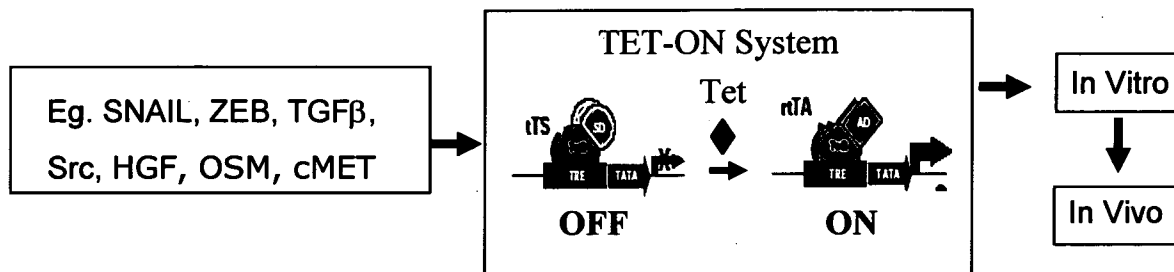 Eg. SNAIL, ZEB, TGFβ,
Src, HGF, OSM, cMET
TET-ON System
Tet
tTS
SD
TRE
TATA
X
OFF
rtTA
AD
TRE
TATA
ON
In Vitro
In Vivo